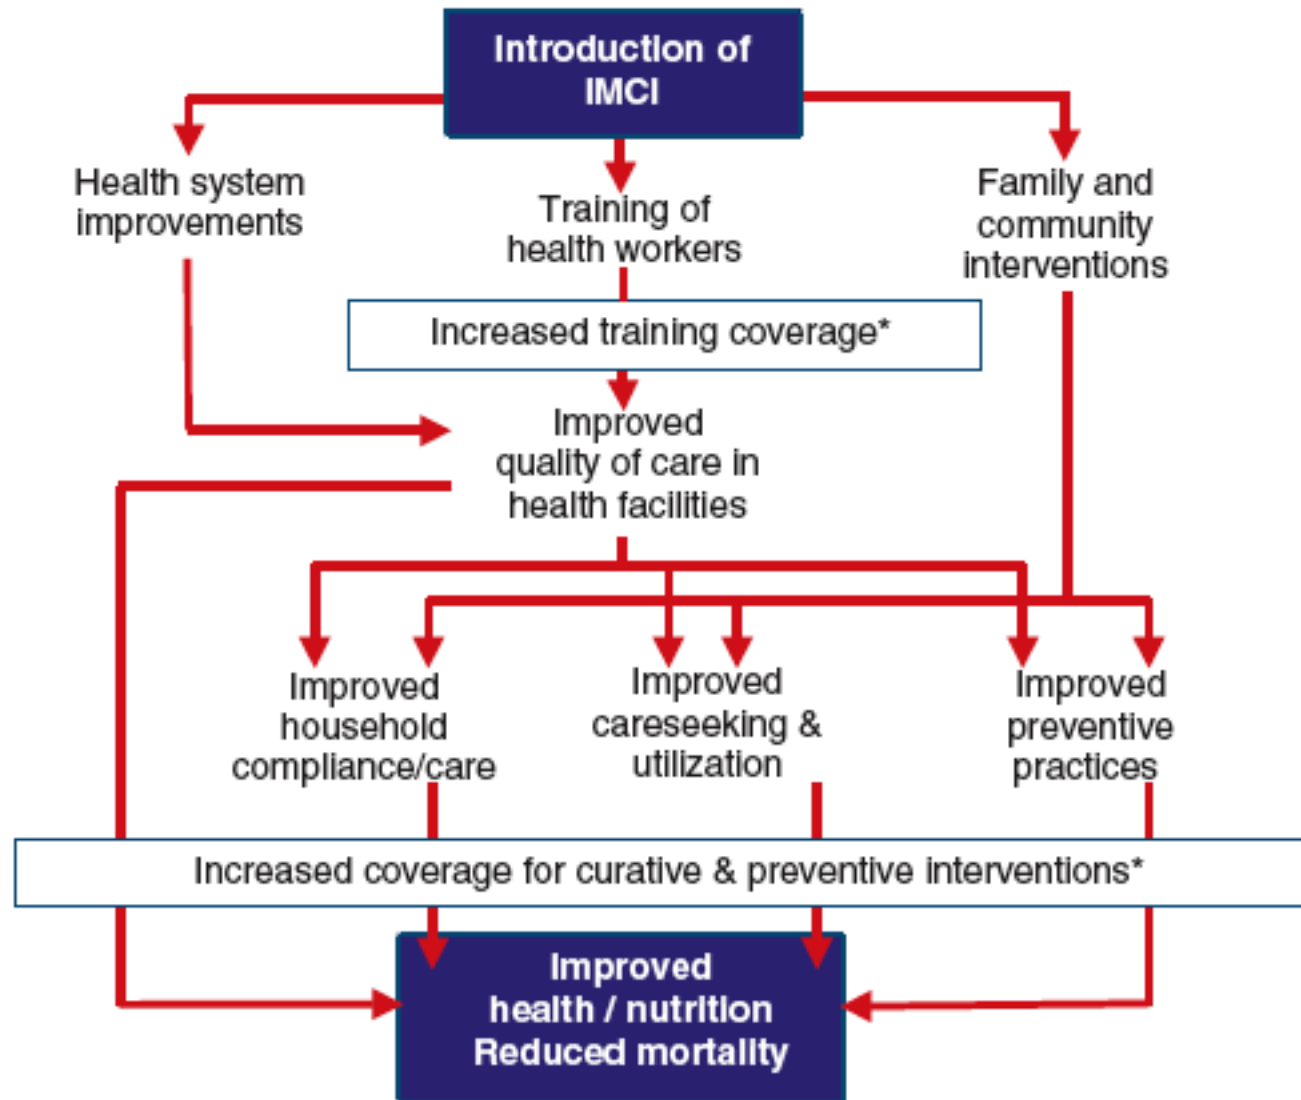 Introduction of
IMCI
Health system
improvements
Training of
health workers
Family and
community
interventions
Increased training coverage*
Improved
quality of care in
health facilities
Improved
household
compliance/care
Improved
careseeking &
utilization
Improved
preventive
practices
Increased coverage for curative & preventive interventions*
Improved
health / nutrition
Reduced mortality